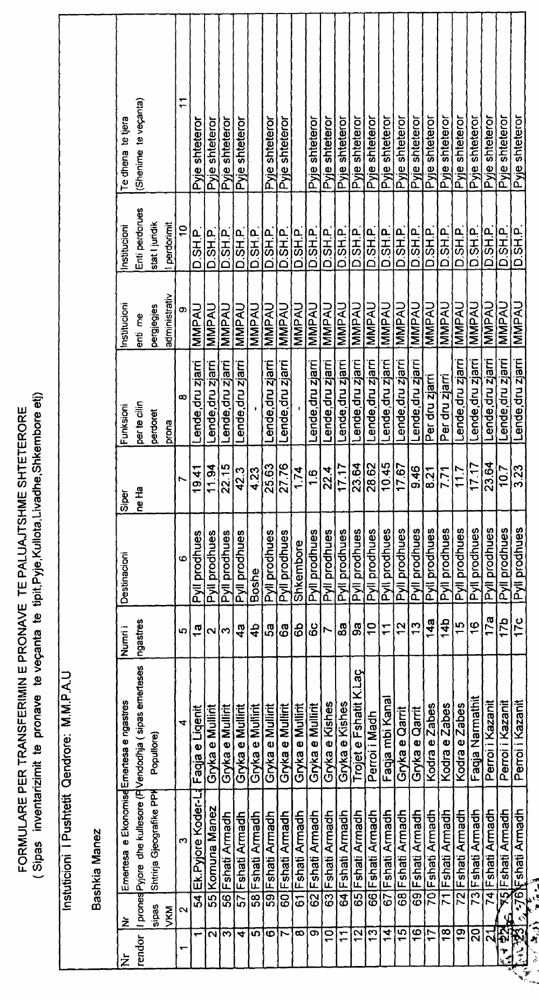 FORMULARE PER TRANSFERIMIN E PRONAVE TE PALUAJTSHME SHTETERORE
( Sipas inventarizimit te pronave te veçanta te tipit,Pyje,Kullota,Livadhe,Shkembore etj)
Instuticioni I Pushtetit Qendrore: M.M.P.A.U
Bashkia Manez
Nr Nr Emertesa e Ekonomise Emertesa e ngastres Numri i Destinacioni Siper Funksioni Institucioni Institucioni Te dhena te tjera
rendor I prones Pyjore dhe kullesore (P Vendodhja ( sipas emerteses ngastres ne Ha per te cilin enti me Enti perdorues (Shenime te veçanta)
sipas Shtrirja Gjeografike PPK Popullore) perdoret pergjegjes stat I juridik
VKM prona administrativ I perdorimit
1 2 3 4 5 6 7 8 9 10 11
1 54 Ek.Pyjore Koder-La Faqja e Liqenit 1a Pyll prodhues 19.41 Lende,dru zjarri MMPAU D.SH.P. Pyje shteteror
2 55 Komuna Manez Gryka e Mullirit 2 Pyll prodhues 11.94 Lende,dru zjarri MMPAU D.SH.P. Pyje shteteror
3 56 Fshati Armadh Gryka e Mullirit 3 Pyll prodhues 22.15 Lende,dru zjarri MMPAU D.SH.P. Pyje shteteror
4 57 Fshati Armadh Gryka e Mullirit 4a Pyll prodhues 42.3 Lende,dru zjarri MMPAU D.SH.P. Pyje shteteror
5 58 Fshati Armadh Gryka e Mullirit 4b Boshe 4.23 - MMPAU D.SH.P.
6 59 Fshati Armadh Gryka e Mullirit 5a Pyll prodhues 25.63 Lende,dru zjarri MMPAU D.SH.P. Pyje shteteror
7 60 Fshati Armadh Gryka e Mullirit 6a Pyll prodhues 27.76 Lende,dru zjarri MMPAU D.SH.P. Pyje shteteror
8 61 Fshati Armadh Gryka e Mullirit 6b Shkembore 1.74 - MMPAU D.SH.P.
9 62 Fshati Armadh Gryka e Mullirit 6c Pyll prodhues 1.6 Lende,dru zjarri MMPAU D.SH.P. Pyje shteteror
10 63 Fshati Armadh Gryka e Kishes 7 Pyll prodhues 22.4 Lende,dru zjarri MMPAU D.SH.P. Pyje shteteror
11 64 Fshati Armadh Gryka e Kishes 8a Pyll prodhues 17.17 Lende,dru zjarri MMPAU D.SH.P. Pyje shteteror
12 65 Fshati Armadh Trojet e Fshatit K.Laç 9a Pyll prodhues 23.64 Lende,dru zjarri MMPAU D.SH.P. Pyje shteteror
13 66 Fshati Armadh Perroi i Madh 10 Pyll prodhues 28.62 Lende,dru zjarri MMPAU D.SH.P. Pyje shteteror
14 67 Fshati Armadh Faqja mbi Kanal 11 Pyll prodhues 10.45 Lende,dru zjarri MMPAU D.SH.P. Pyje shteteror
15 68 Fshati Armadh Gryka e Qarrit 12 Pyll prodhues 17.67 Lende,dru zjarri MMPAU D.SH.P. Pyje shteteror
16 69 Fshati Armadh Gryka e Qarrit 13 Pyll prodhues 9.46 Lende,dru zjarri MMPAU D.SH.P. Pyje shteteror
17 70 Fshati Armadh Kodra e Zabes 14a Pyll prodhues 8.21 Per dru zjarri MMPAU D.SH.P. Pyje shteteror
18 71 Fshati Armadh Kodra e Zabes 14b Pyll prodhues 7.71 Per dru zjarri MMPAU D.SH.P. Pyje shteteror
19 72 Fshati Armadh Kodra e Zabes 15 Pyll prodhues 11.7 Lende,dru zjarri MMPAU D.SH.P. Pyje shteteror
20 73 Fshati Armadh Faqja Narmathit 16 Pyll prodhues 17.17 Lende,dru zjarri MMPAU D.SH.P. Pyje shteteror
21 74 Fshati Armadh Perroi i Kazanit 17a Pyll prodhues 23.64 Lende,dru zjarri MMPAU D.SH.P. Pyje shteteror
22 75 Fshati Armadh Perroi i Kazanit 17b Pyll prodhues 10.7 Lende,dru zjarri MMPAU D.SH.P. Pyje shteteror
23 76 Fshati Armadh Perroi i Kazanit 17c Pyll prodhues 3.23 Lende,dru zjarri MMPAU D.SH.P. Pyje shteteror